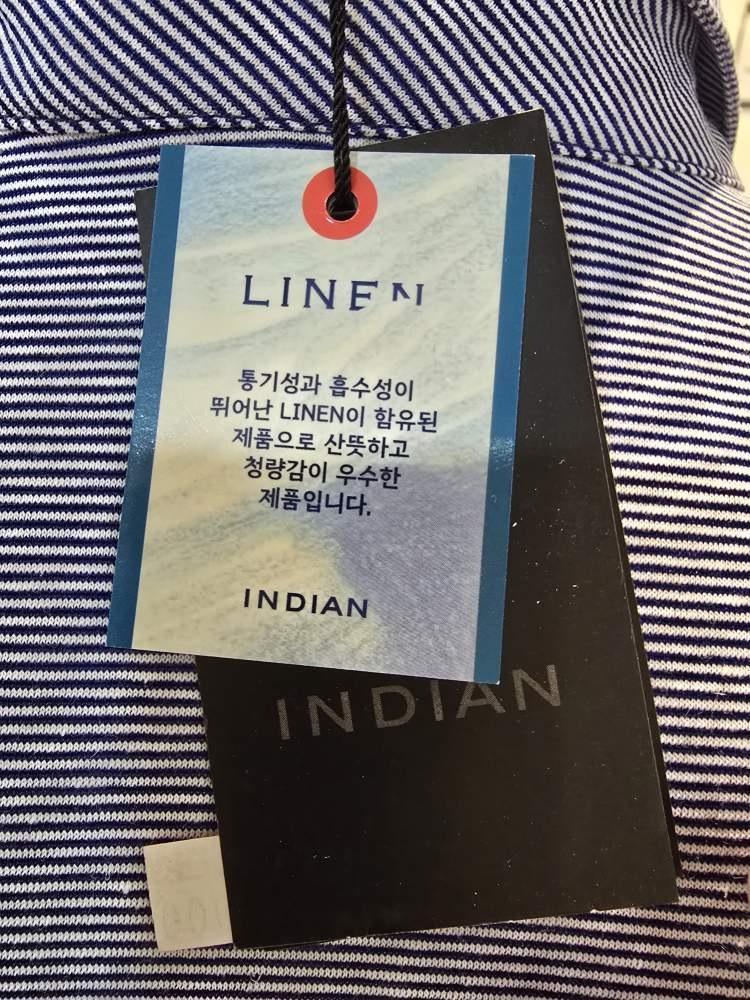 LINEN
통기성과 흡수성이
뛰어난 LINEN이 함유된
제품으로 산뜻하고
청량감이 우수한
제품입니다.
INDIAN
INDIAN